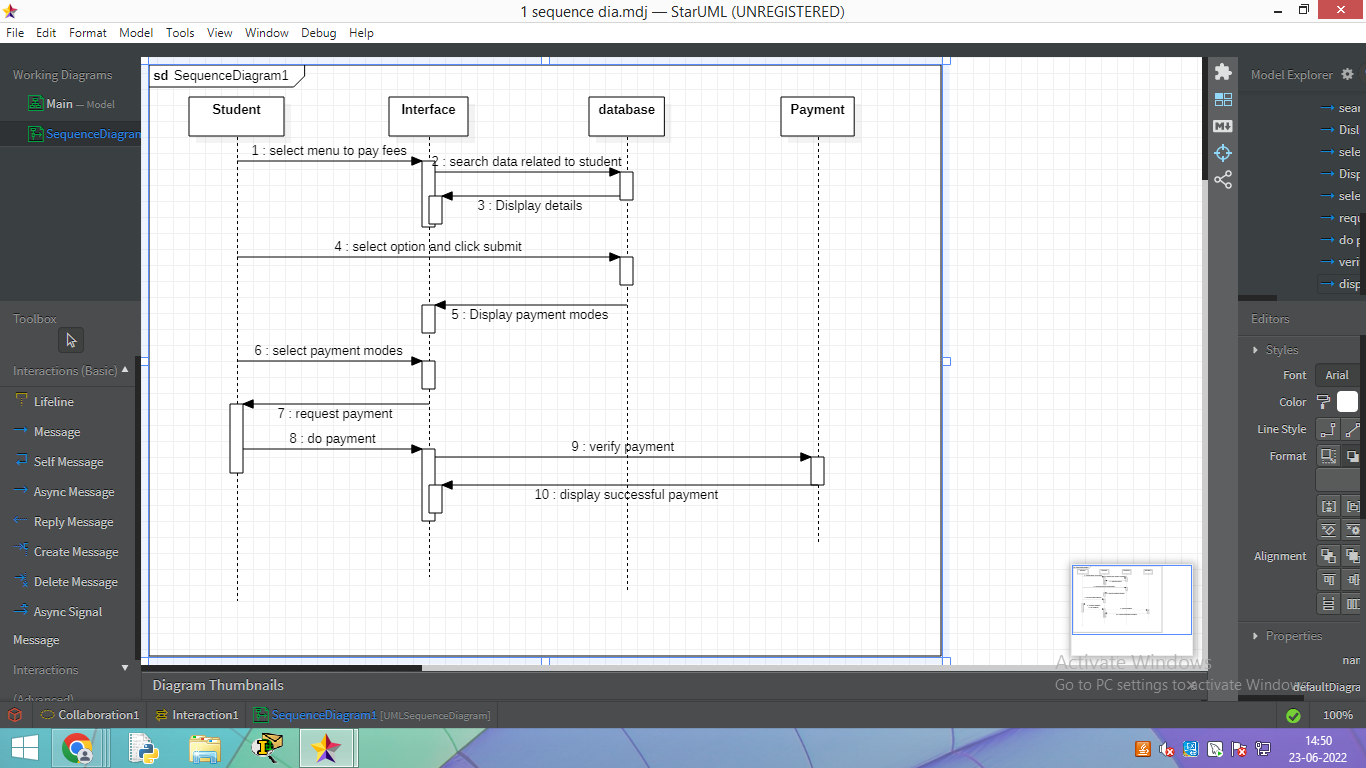 1 sequence dia.mdj — StarUML (UNREGISTERED)
File Edit Format Model Tools View Window Debug Help
Working Diagrams
Main — Model
SequenceDiagram
Toolbox
Interactions (Basic)
Lifeline
Message
Self Message
Async Message
Reply Message
Create Message
Delete Message
Async Signal
Message
Interactions
(Advanced)
sd SequenceDiagram1
Student Interface database Payment
1 : select menu to pay fees
2 : search data related to student
3 : Dislplay details
4 : select option and click submit
5 : Display payment modes
6 : select payment modes
7 : request payment
8 : do payment
9 : verify payment
10 : display successful payment
Model Explorer
sear
Disl
sele
Disp
sele
requ
do p
veri
disp
Editors
Styles
Font Arial
Color
Line Style
Format
Alignment
Properties
nar
defaultDiagra
Activate Windows
Go to PC settings to activate Windows.
Diagram Thumbnails
Collaboration1 Interaction1 SequenceDiagram1 [UMLSequenceDiagram] 100%
14:50
23-06-2022